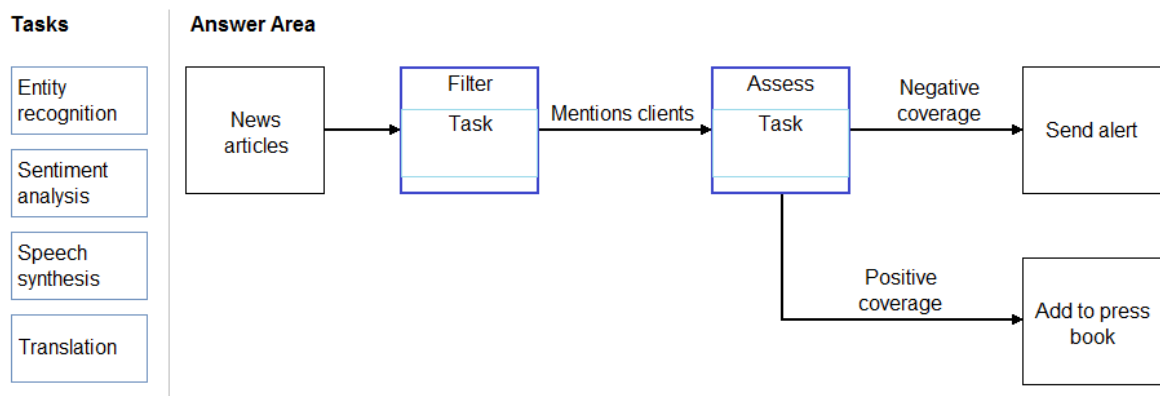 Tasks
Entity
recognition
Sentiment
analysis
Speech
synthesis
Translation
Answer Area
News
articles
Filter
Task
Mentions clients
Assess
Task
Negative
coverage
Send alert
Positive
coverage
Add to press
book